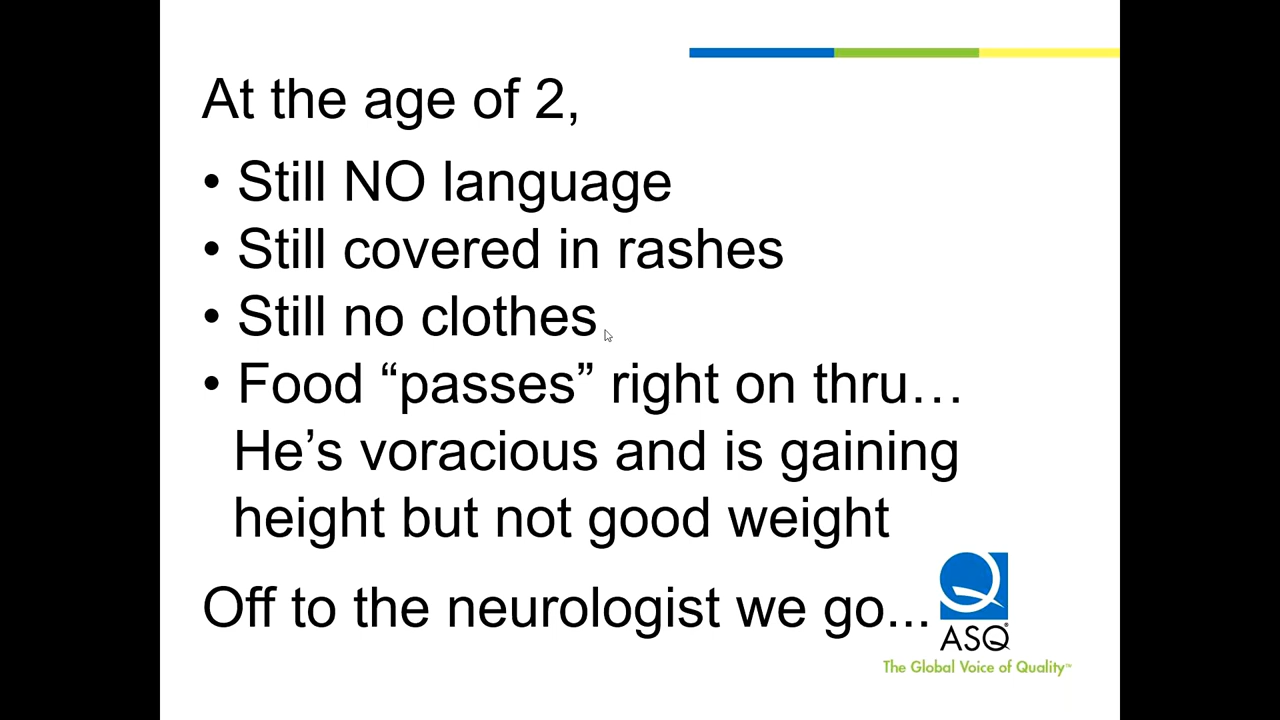 At the age of 2,
• Still NO language
• Still covered in rashes
• Still no clothes
• Food “passes” right on thru…
He’s voracious and is gaining
height but not good weight
Off to the neurologist we go...
ASQ®
The Global Voice of Quality™